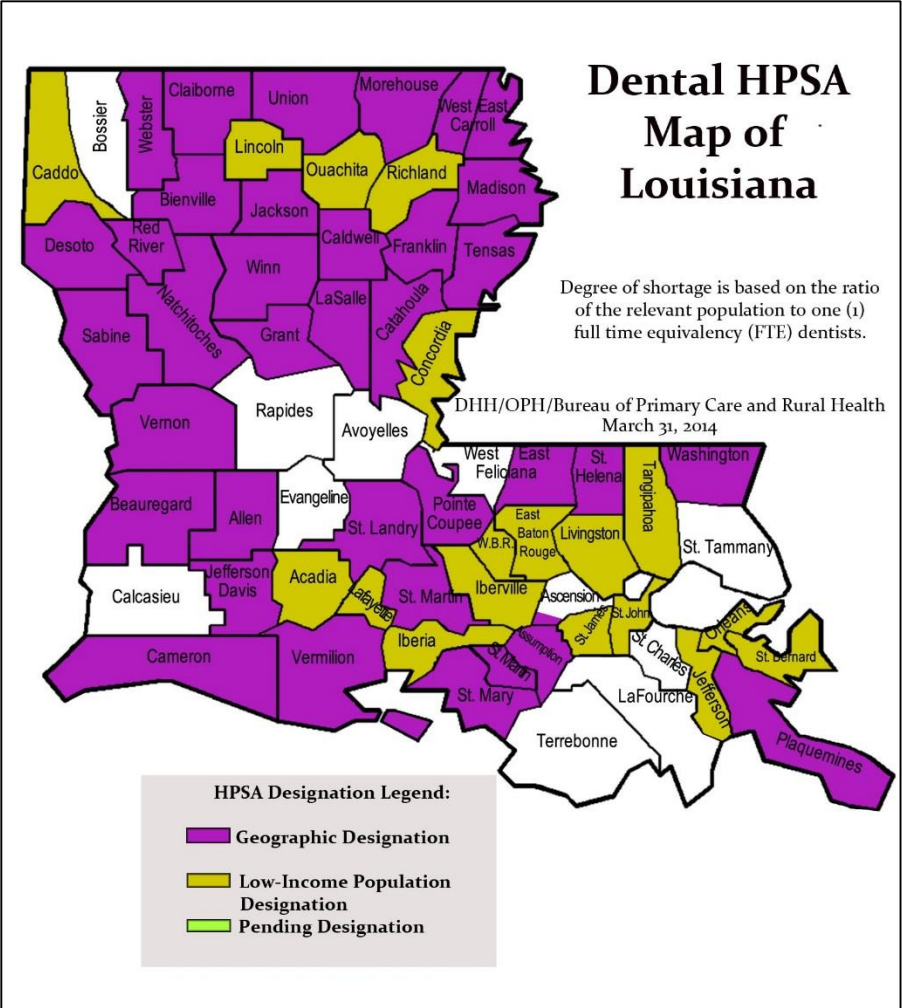 Dental HPSA
Map of
Louisiana
Degree of shortage is based on the ratio
of the relevant population to one (1)
full time equivalency (FTE) dentists.
DHH/OPH/Bureau of Primary Care and Rural Health
March 31, 2014
Caddo
Bossier
Webster
Claiborne
Union
Morehouse
West
East
Carroll
Lincoln
Ouachita
Richland
Madison
Bienville
Jackson
Desoto
Red
River
Caldwell
Franklin
Tensas
Winn
Natchitoches
LaSalle
Catahoula
Sabine
Grant
Concordia
Vernon
Rapides
Avoyelles
West
Feliciana
East
St.
Helena
Tangipahoa
Washington
Beauregard
Allen
Evangeline
St. Landry
Pointe
Coupee
W.B.R.
East
Baton
Rouge
Livingston
St. Tammany
Calcasieu
Jefferson
Davis
Acadia
Lafayette
St. Martin
Iberville
Ascension
St. James
St. John
Orleans
St. Bernard
Cameron
Vermilion
Iberia
St. Martin
Assumption
St. Charles
Jefferson
St. Mary
LaFourche
Terrebonne
Plaquemines
HPSA Designation Legend:
Geographic Designation
Low-Income Population
Designation
Pending Designation